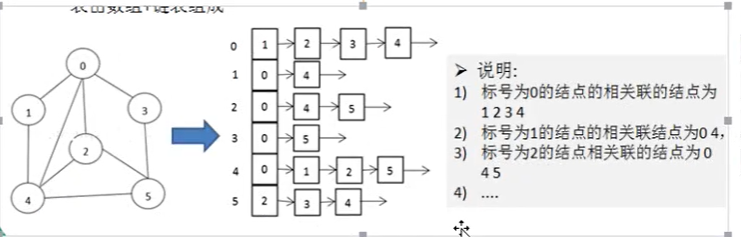 表由数组+链表组成
0
1
3
2
4
5
0 1 2 3 4
1 0 4
2 0 4 5
3 0 5
4 0 1 2 5
5 2 3 4
➢ 说明:
1) 标号为0的结点的相关联的结点为
1 2 3 4
2) 标号为1的结点的相关联结点为0 4，
3) 标号为2的结点相关联的结点为 0
4 5
4) ....